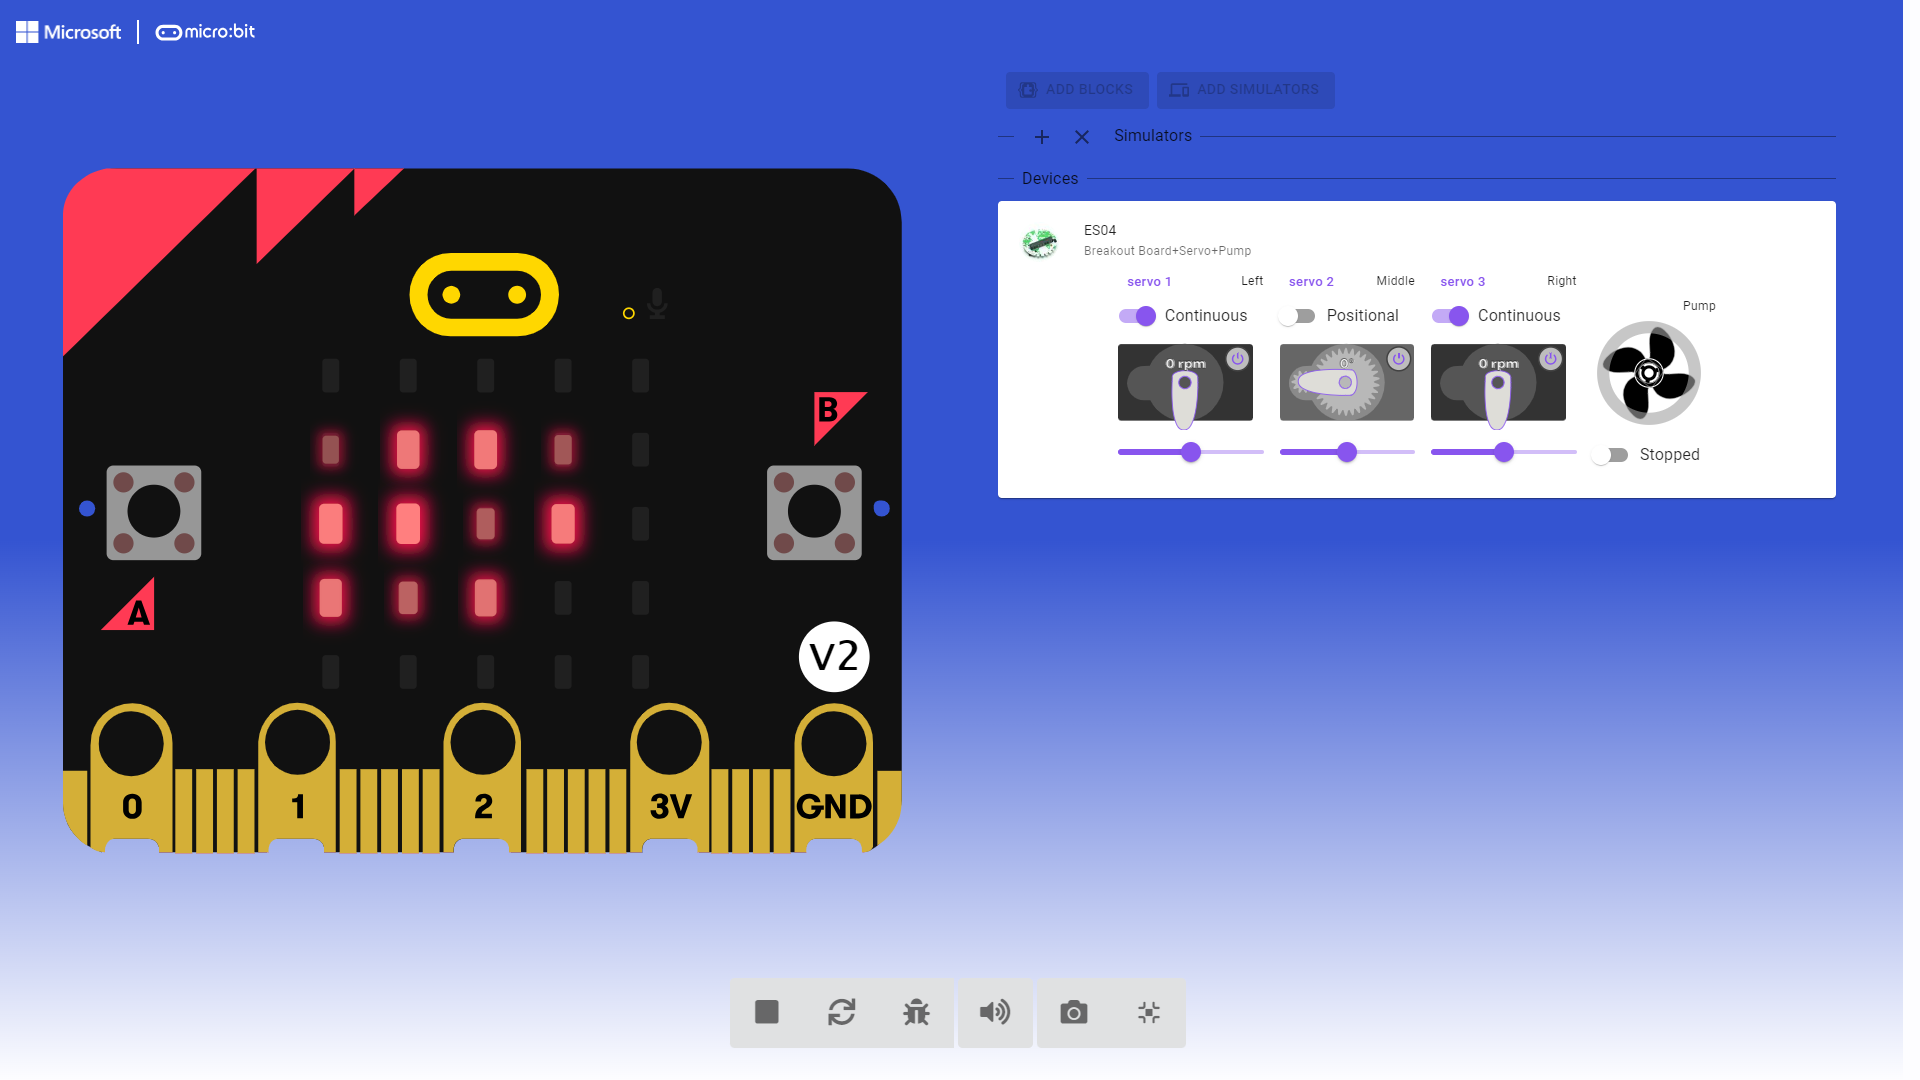 Microsoft micro:bit
ADD BLOCKS ADD SIMULATORS
Simulators
Devices
ES04
Breakout Board+Servo+Pump
servo 1 Left servo 2 Middle servo 3 Right
Pump
Continuous Positional Continuous
0 rpm 0° 0 rpm
Stopped
B
A
V2
0 1 2 3V GND